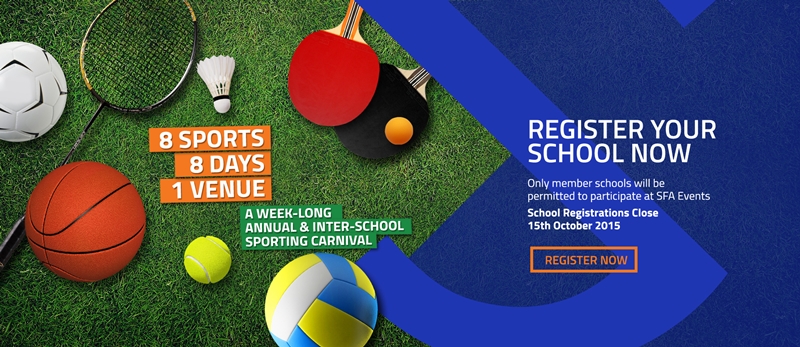 8 SPORTS
8 DAYS
1 VENUE
A WEEK-LONG
ANNUAL & INTER-SCHOOL
SPORTING CARNIVAL
REGISTER YOUR
SCHOOL NOW
Only member schools will be
permitted to participate at SFA Events
School Registrations Close
15th October 2015
REGISTER NOW